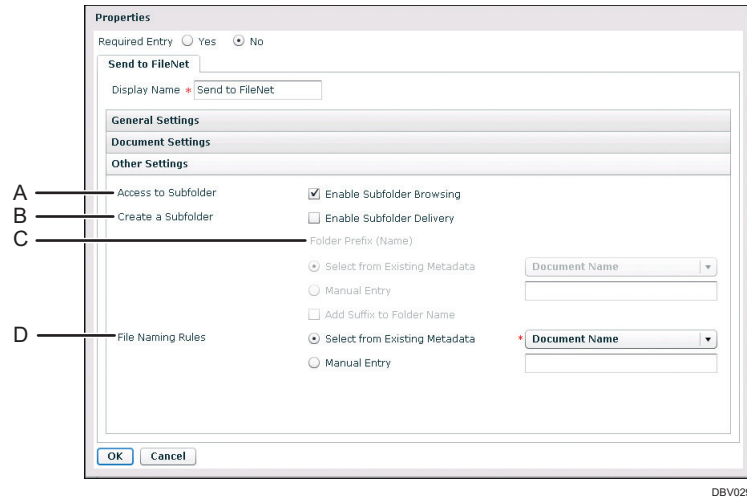 Properties
Required Entry Yes No
Send to FileNet
Display Name * Send to FileNet
General Settings
Document Settings
Other Settings
A Access to Subfolder Enable Subfolder Browsing
B Create a Subfolder Enable Subfolder Delivery
C Folder Prefix (Name)
Select from Existing Metadata Document Name
Manual Entry
Add Suffix to Folder Name
D File Naming Rules Select from Existing Metadata * Document Name
Manual Entry
OK Cancel